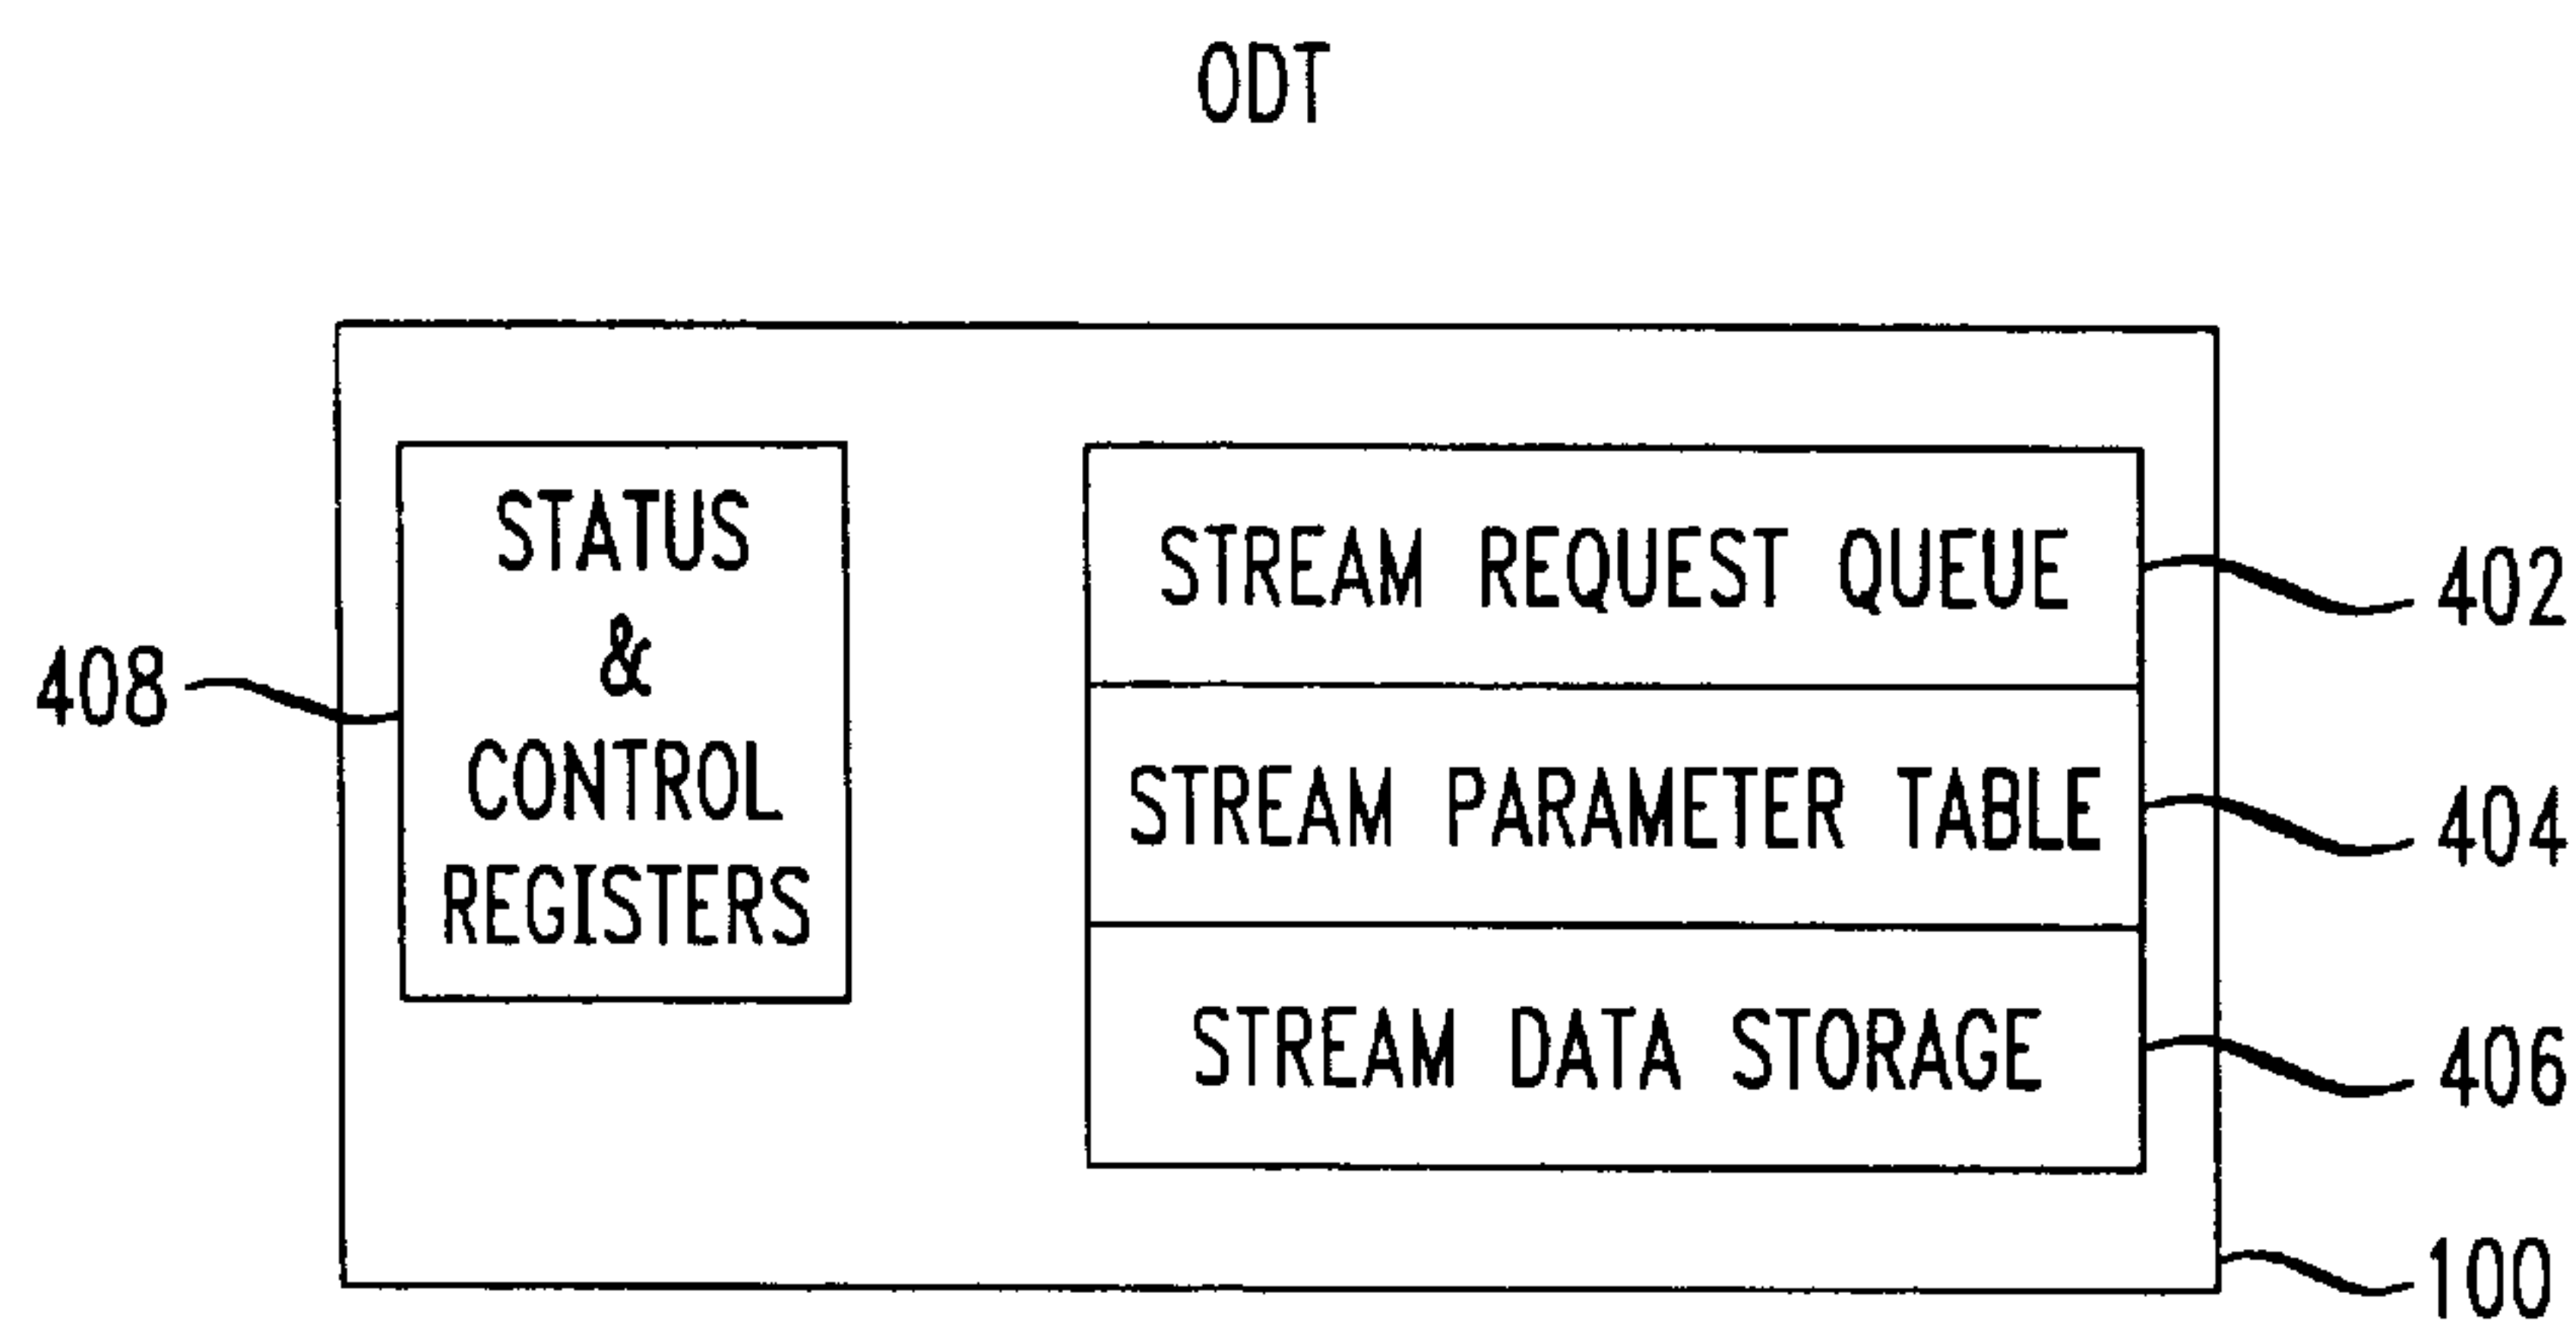 ODT
STATUS
&
CONTROL
REGISTERS
408
STREAM REQUEST QUEUE
402
STREAM PARAMETER TABLE
404
STREAM DATA STORAGE
406
100